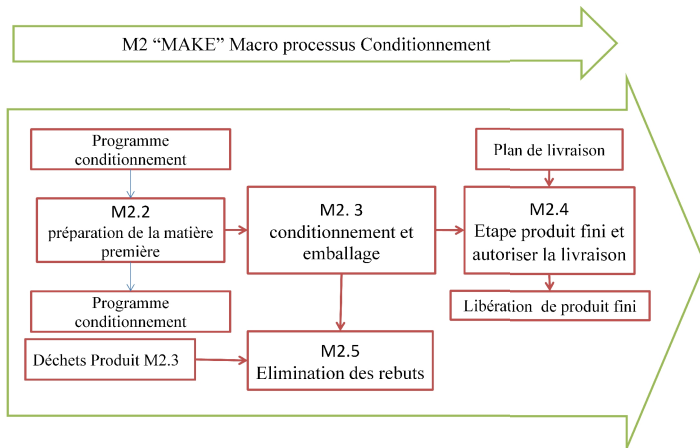 M2 “MAKE” Macro processus Conditionnement
Programme
conditionnement
Plan de livraison
M2.2
préparation de la matière
première
M2. 3
conditionnement et
emballage
M2.4
Etape produit fini et
autoriser la livraison
Programme
conditionnement
Libération de produit fini
Déchets Produit M2.3
M2.5
Elimination des rebuts